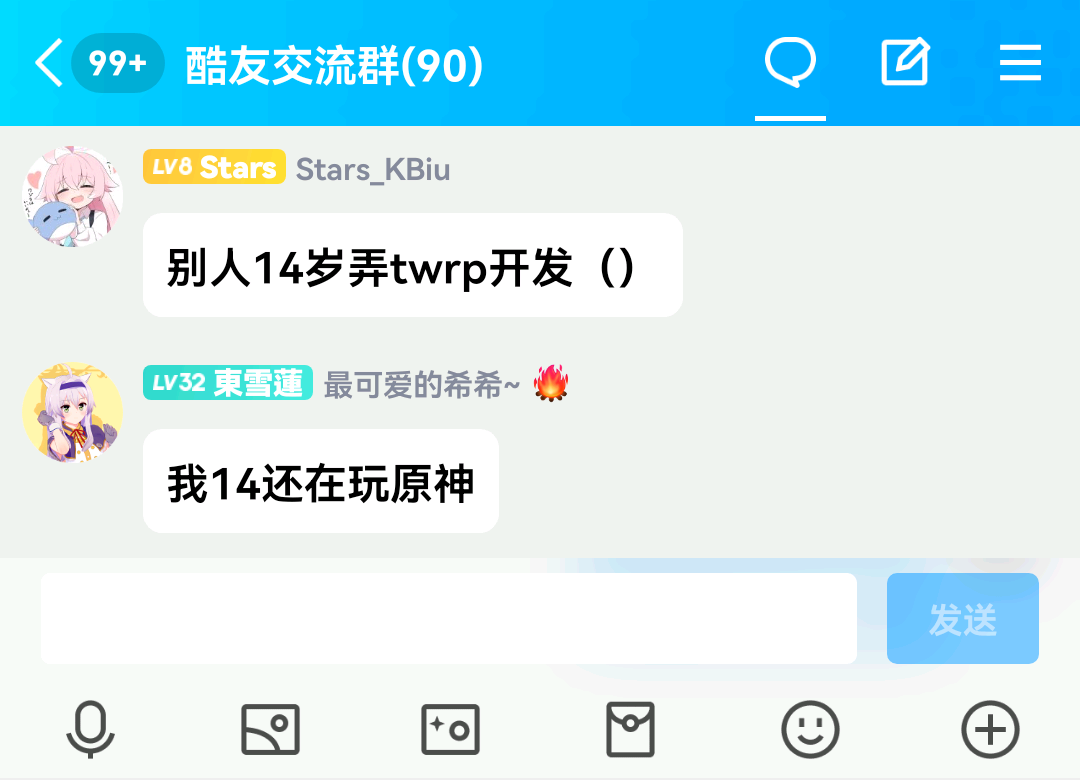 99+ 酷友交流群(90)
LV8 Stars Stars_KBiu
别人14岁弄twrp开发（）
LV32 東雪蓮 最可爱的希希~ 🔥
我14还在玩原神
发送